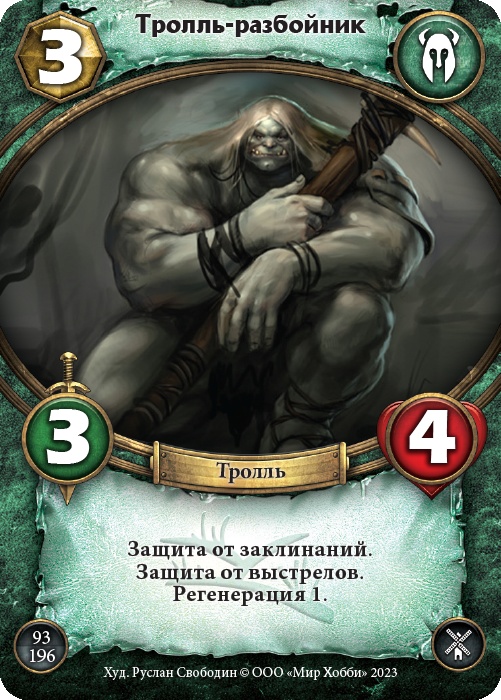 Тролль-разбойник
3
3
4
Тролль
Защита от заклинаний.
Защита от выстрелов.
Регенерация 1.
93
196
Худ. Руслан Свободин © ООО «Мир Хобби» 2023